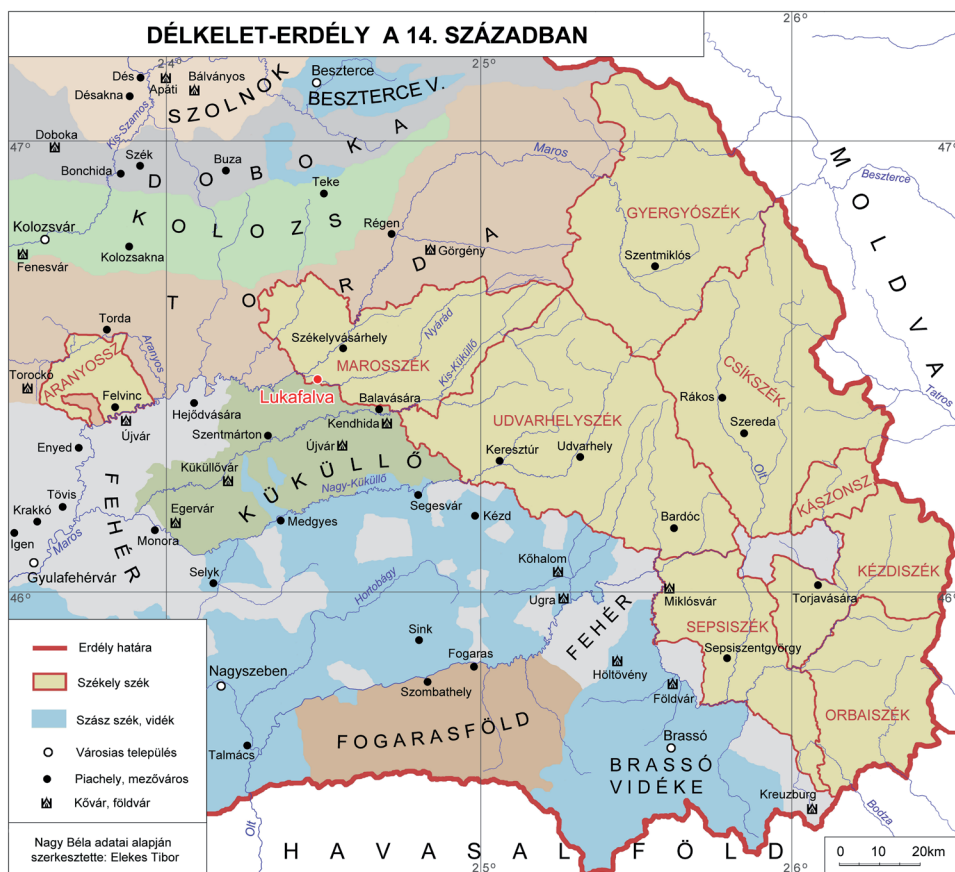 DÉLKELET-ERDÉLY A 14. SZÁZADBAN
24°
25°
26°
Dés
Désakna
Apáti
Bálványos
SZOLNOK
Beszterce
BESZTERCE V.
Kis-Szamos
Doboka
47°
47°
Szék
Bonchida
Buza
DOBOKA
Teke
Maros
MOLDVA
Beszterce
KOLOZS
Kolozsvár
Fenesvár
Kolozsakna
Régen
Görgény
GYERGYÓSZÉK
Szentmiklós
TORDA
Torda
Aranyos
Székelyvásárhely
Nyárád
MAROSSZÉK
Kis-Küküllő
CSÍKSZÉK
Tatros
Torockó
ARANYOSSZ
Felvinc
Újvár
Lukafalva
Hejődvására
Balavására
Kendhida
Szentmárton
Újvár
UDVARHELYSZÉK
Rákos
Szereda
Enyed
Keresztúr
Udvarhely
Olt
Küküllővár
KÜKÜLLŐ
Nagy-Küküllő
KÁSZONSZ
FEHÉR
Tövis
Krakkó
Igen
Egervár
Monora
Medgyes
Segesvár
Kézd
Bardóc
Maros
Gyulafehérvár
KÉZDISZÉK
Kőhalom
Selyk
46°
46°
Hortobágy
Ugra
FEHÉR
Miklósvár
Torjavására
SEPSISZÉK
Sink
Sepsiszentgyörgy
Fogaras
Höltövény
Nagyszeben
Szombathely
Földvár
ORBAISZÉK
FOGARASFÖLD
Talmács
Brassó
BRASSÓ
VIDÉKE
Kreuzburg
Bodza
Olt
HAVASALFÖLD
25°
26°
Erdély határa
Székely szék
Szász szék, vidék
Városias település
Piachely, mezőváros
Kővár, földvár
Nagy Béla adatai alapján
szerkesztette: Elekes Tibor
0 10 20km